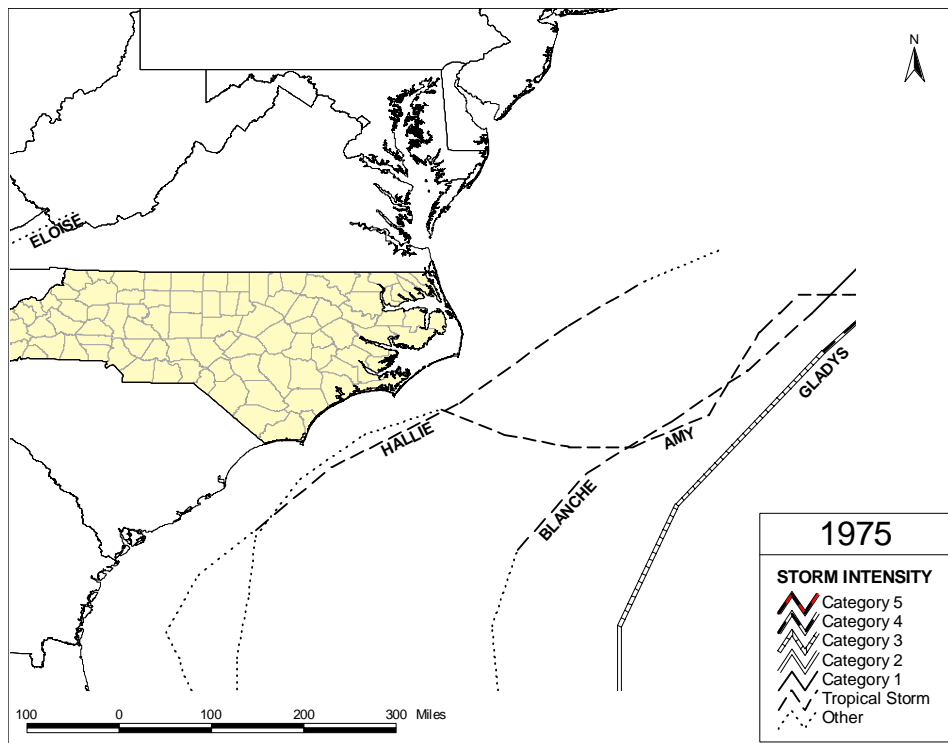 N
ELOISE
HALLIE
AMY
GLADYS
BLANCHE
1975
STORM INTENSITY
Category 5
Category 4
Category 3
Category 2
Category 1
Tropical Storm
Other
100 0 100 200 300 Miles